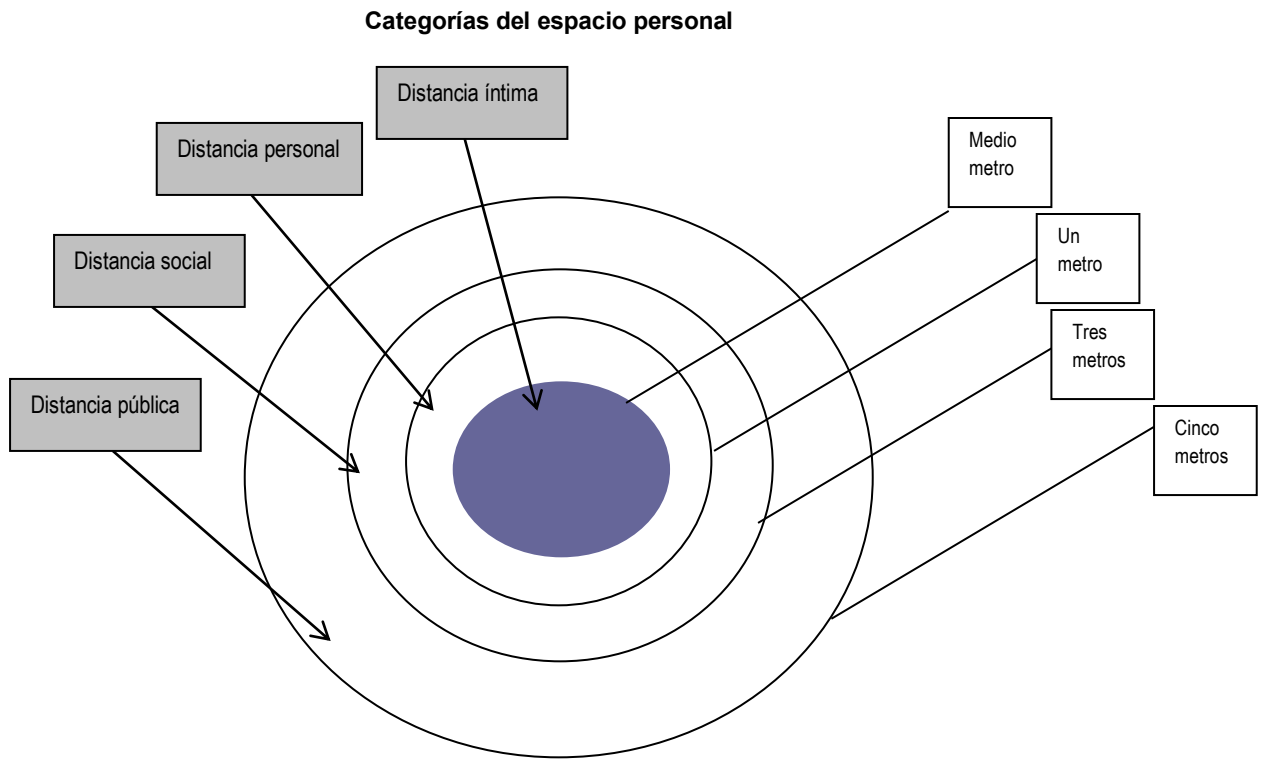 Categorías del espacio personal
Distancia íntima
Distancia personal
Distancia social
Distancia pública
Medio
metro
Un
metro
Tres
metros
Cinco
metros